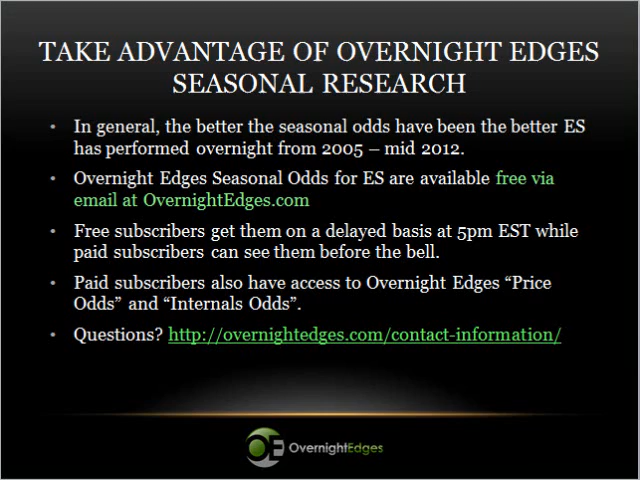 TAKE ADVANTAGE OF OVERNIGHT EDGES
SEASONAL RESEARCH
• In general, the better the seasonal odds have been the better ES
has performed overnight from 2005 – mid 2012.
• Overnight Edges Seasonal Odds for ES are available free via
email at OvernightEdges.com
• Free subscribers get them on a delayed basis at 5pm EST while
paid subscribers can see them before the bell.
• Paid subscribers also have access to Overnight Edges “Price
Odds” and “Internals Odds”.
• Questions? http://overnightedges.com/contact-information/
OvernightEdges